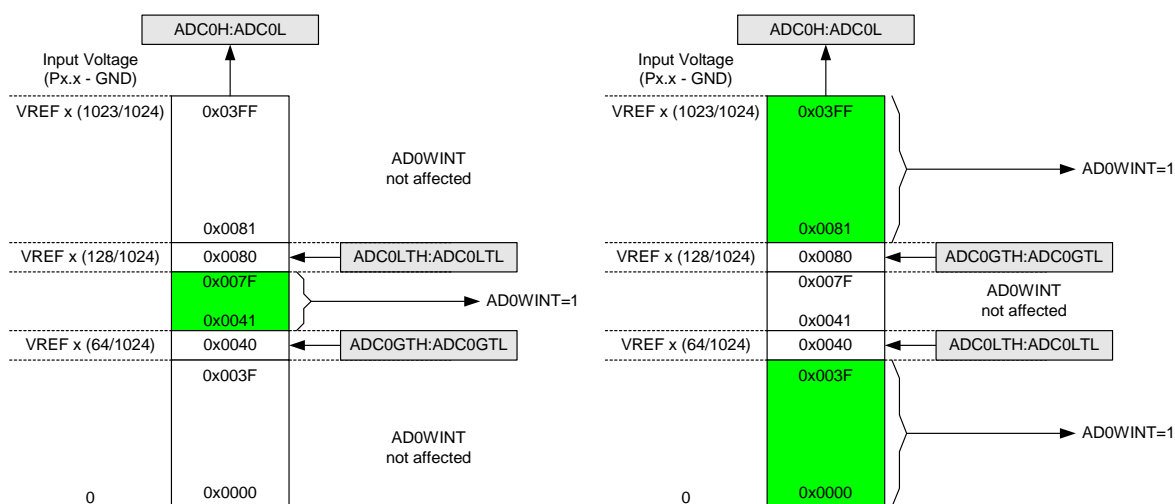 ADC0H:ADC0L
Input Voltage
(Px.x - GND)
VREF x (1023/1024)
0x03FF
AD0WINT
not affected
0x0081
VREF x (128/1024)
0x0080
ADC0LTH:ADC0LTL
0x007F
AD0WINT=1
0x0041
VREF x (64/1024)
0x0040
ADC0GTH:ADC0GTL
0x003F
AD0WINT
not affected
0
0x0000
ADC0H:ADC0L
Input Voltage
(Px.x - GND)
VREF x (1023/1024)
0x03FF
AD0WINT=1
0x0081
VREF x (128/1024)
0x0080
ADC0GTH:ADC0GTL
0x007F
AD0WINT
not affected
0x0041
VREF x (64/1024)
0x0040
ADC0LTH:ADC0LTL
0x003F
AD0WINT=1
0
0x0000